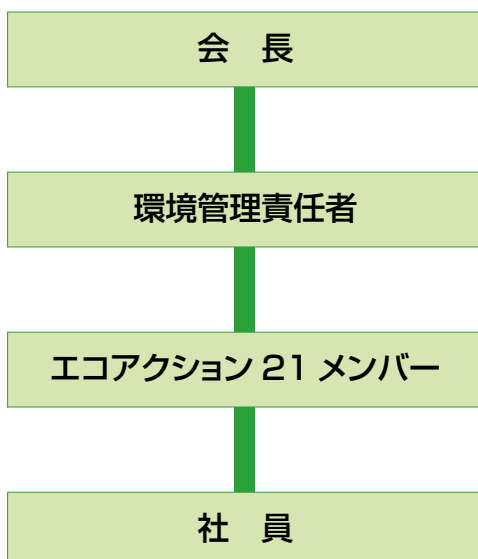 会　長
環境管理責任者
エコアクション 21 メンバー
社　員